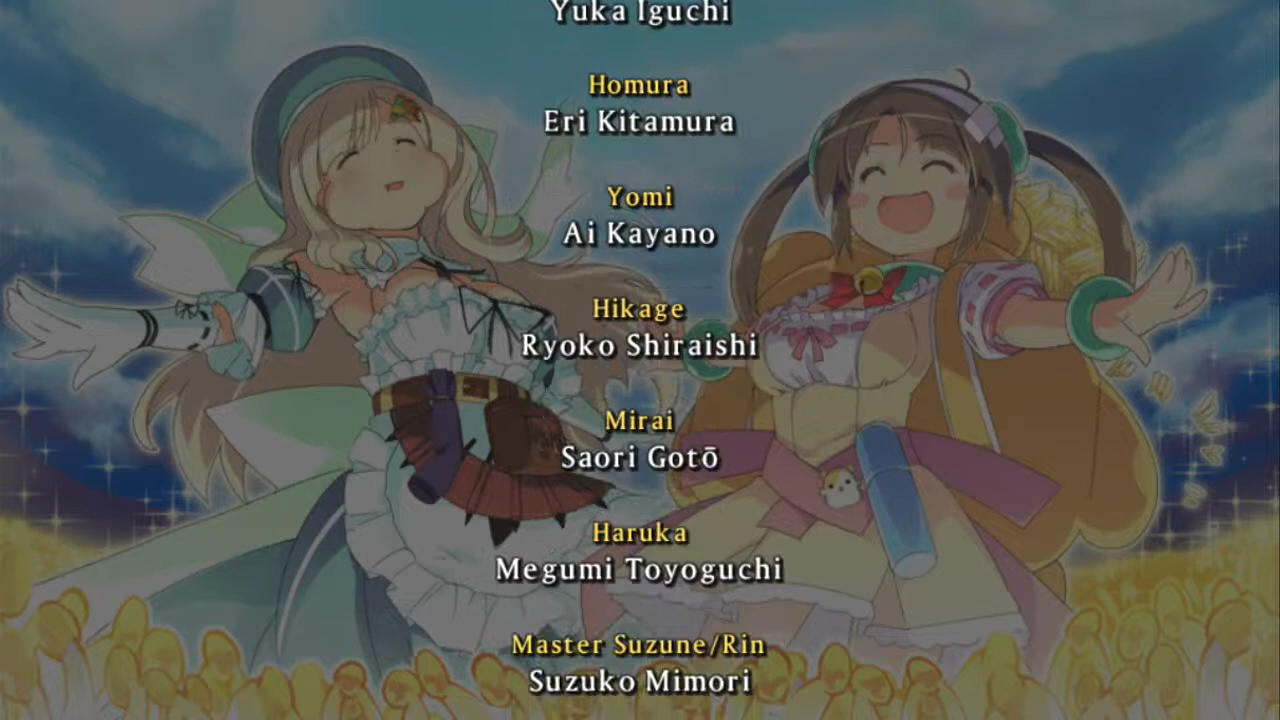 Yuka Iguchi
Homura
Eri Kitamura
Yomi
Ai Kayano
Hikage
Ryoko Shiraishi
Mirai
Saori Gotō
Haruka
Megumi Toyoguchi
Master Suzune/Rin
Suzuko Mimori